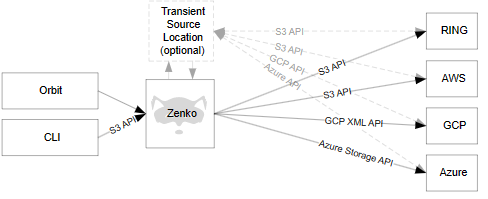 Transient
Source
Location
(optional)
S3 API
S3 API
GCP API
Azure API
RING
AWS
GCP
Azure
Orbit
CLI
S3 API
Zenko
S3 API
S3 API
GCP XML API
Azure Storage API